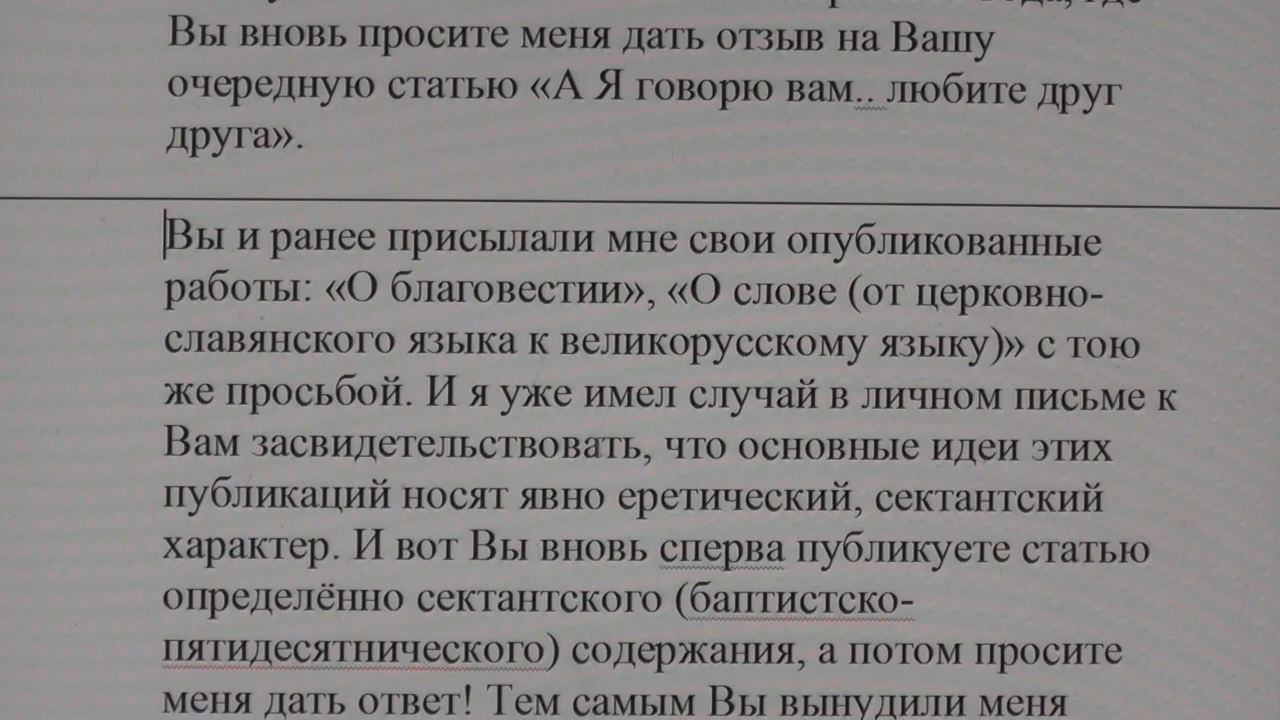 Вы вновь просите меня дать отзыв на Вашу
очередную статью «А Я говорю вам.. любите друг
друга».
Вы и ранее присылали мне свои опубликованные
работы: «О благовестии», «О слове (от церковно-
славянского языка к великорусскому языку)» с тою
же просьбой. И я уже имел случай в личном письме к
Вам засвидетельствовать, что основные идеи этих
публикаций носят явно еретический, сектантский
характер. И вот Вы вновь сперва публикуете статью
определённо сектантского (баптистско-
пятидесятнического) содержания, а потом просите
меня дать ответ! Тем самым Вы вынудили меня